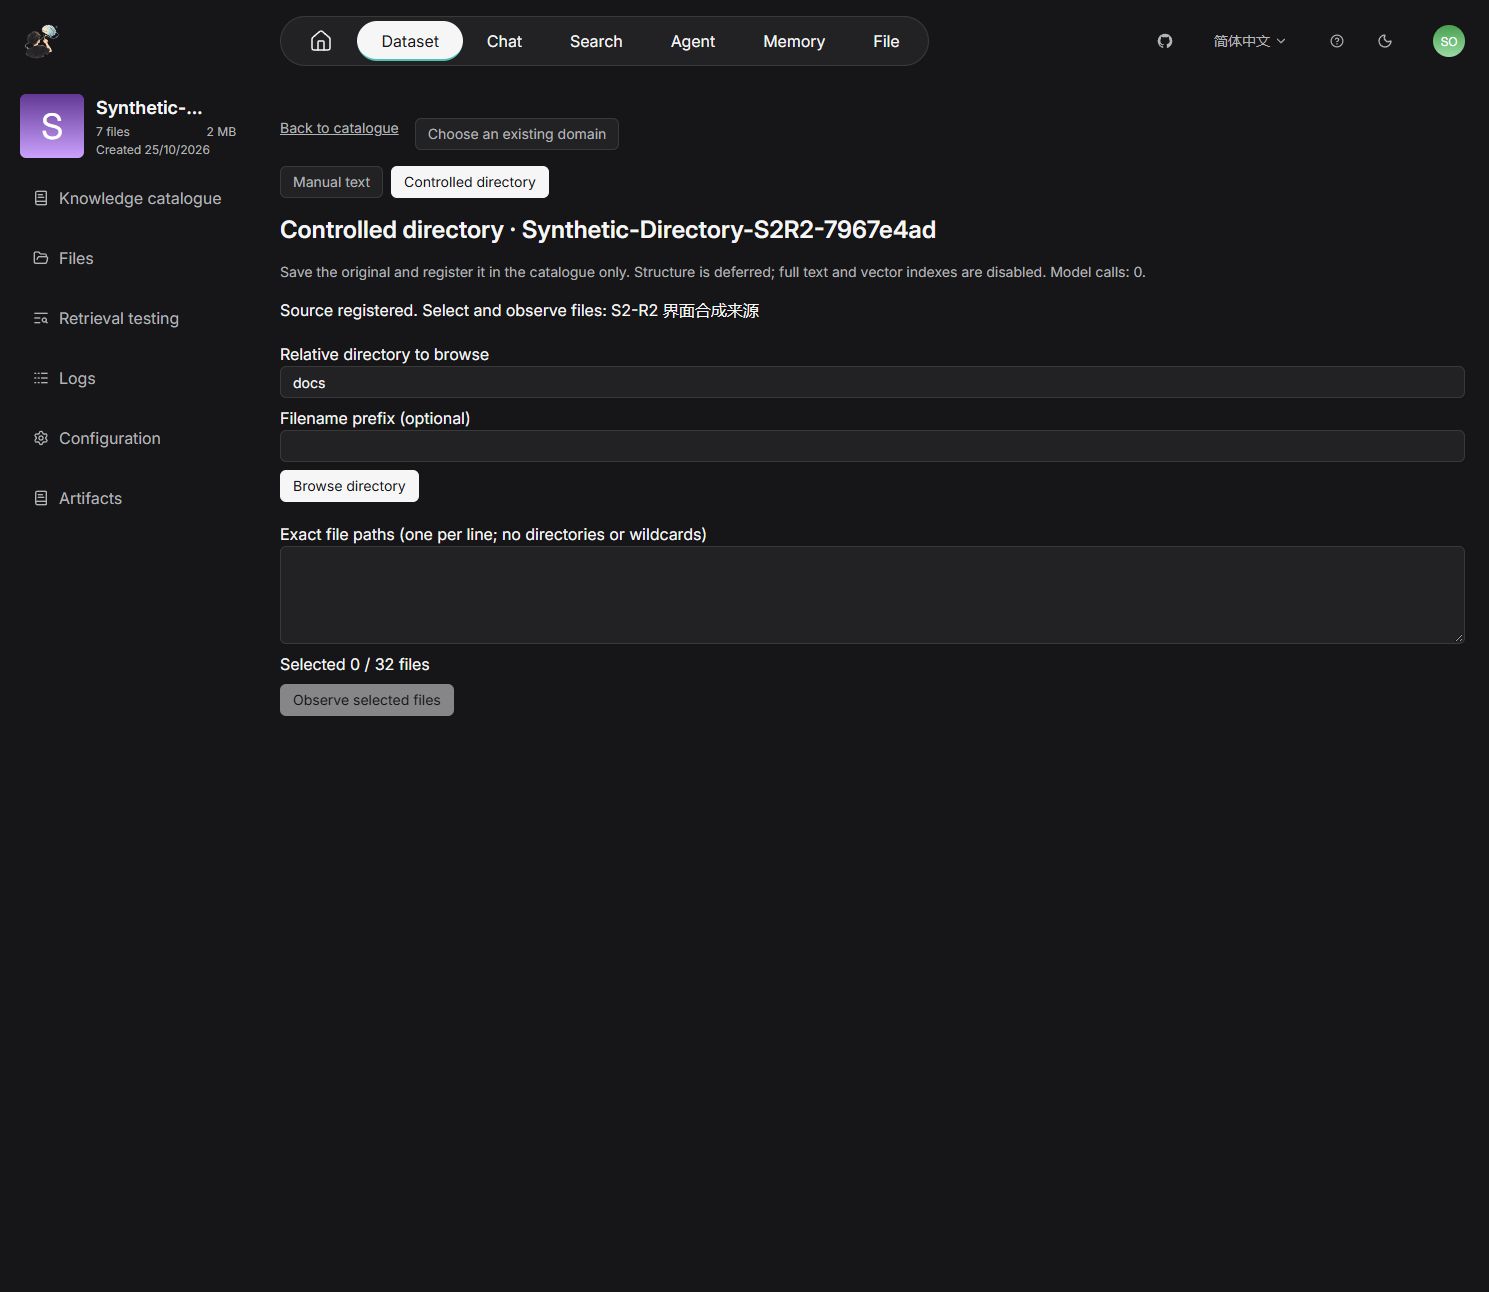 Dataset
Chat
Search
Agent
Memory
File
简体中文
SO
S
Synthetic-...
7 files
2 MB
Created 25/10/2026
Knowledge catalogue
Files
Retrieval testing
Logs
Configuration
Artifacts
Back to catalogue
Choose an existing domain
Manual text
Controlled directory
Controlled directory · Synthetic-Directory-S2R2-7967e4ad
Save the original and register it in the catalogue only. Structure is deferred; full text and vector indexes are disabled. Model calls: 0.
Source registered. Select and observe files: S2-R2 界面合成来源
Relative directory to browse
docs
Filename prefix (optional)
Browse directory
Exact file paths (one per line; no directories or wildcards)
Selected 0 / 32 files
Observe selected files